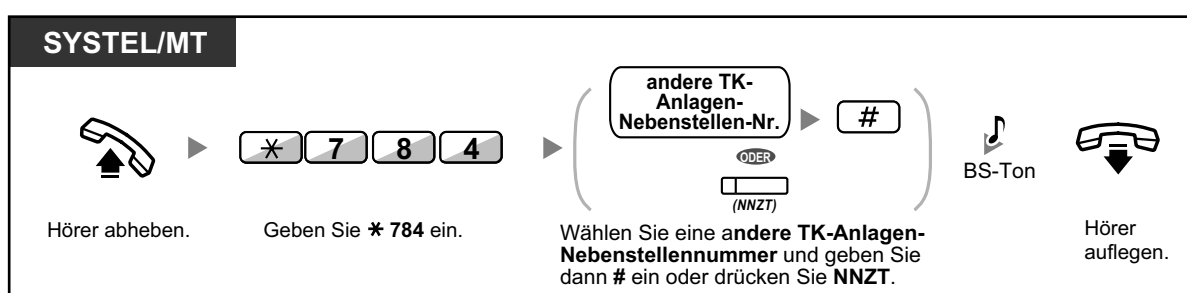 SYSTEL/MT
andere TK-
Anlagen-
Nebenstellen-Nr.
#
* 7 8 4
ODER
(NNZT)
BS-Ton
Hörer abheben.
Geben Sie * 784 ein.
Wählen Sie eine andere TK-Anlagen-
Nebenstellennummer und geben Sie
dann # ein oder drücken Sie NNZT.
Hörer
auflegen.